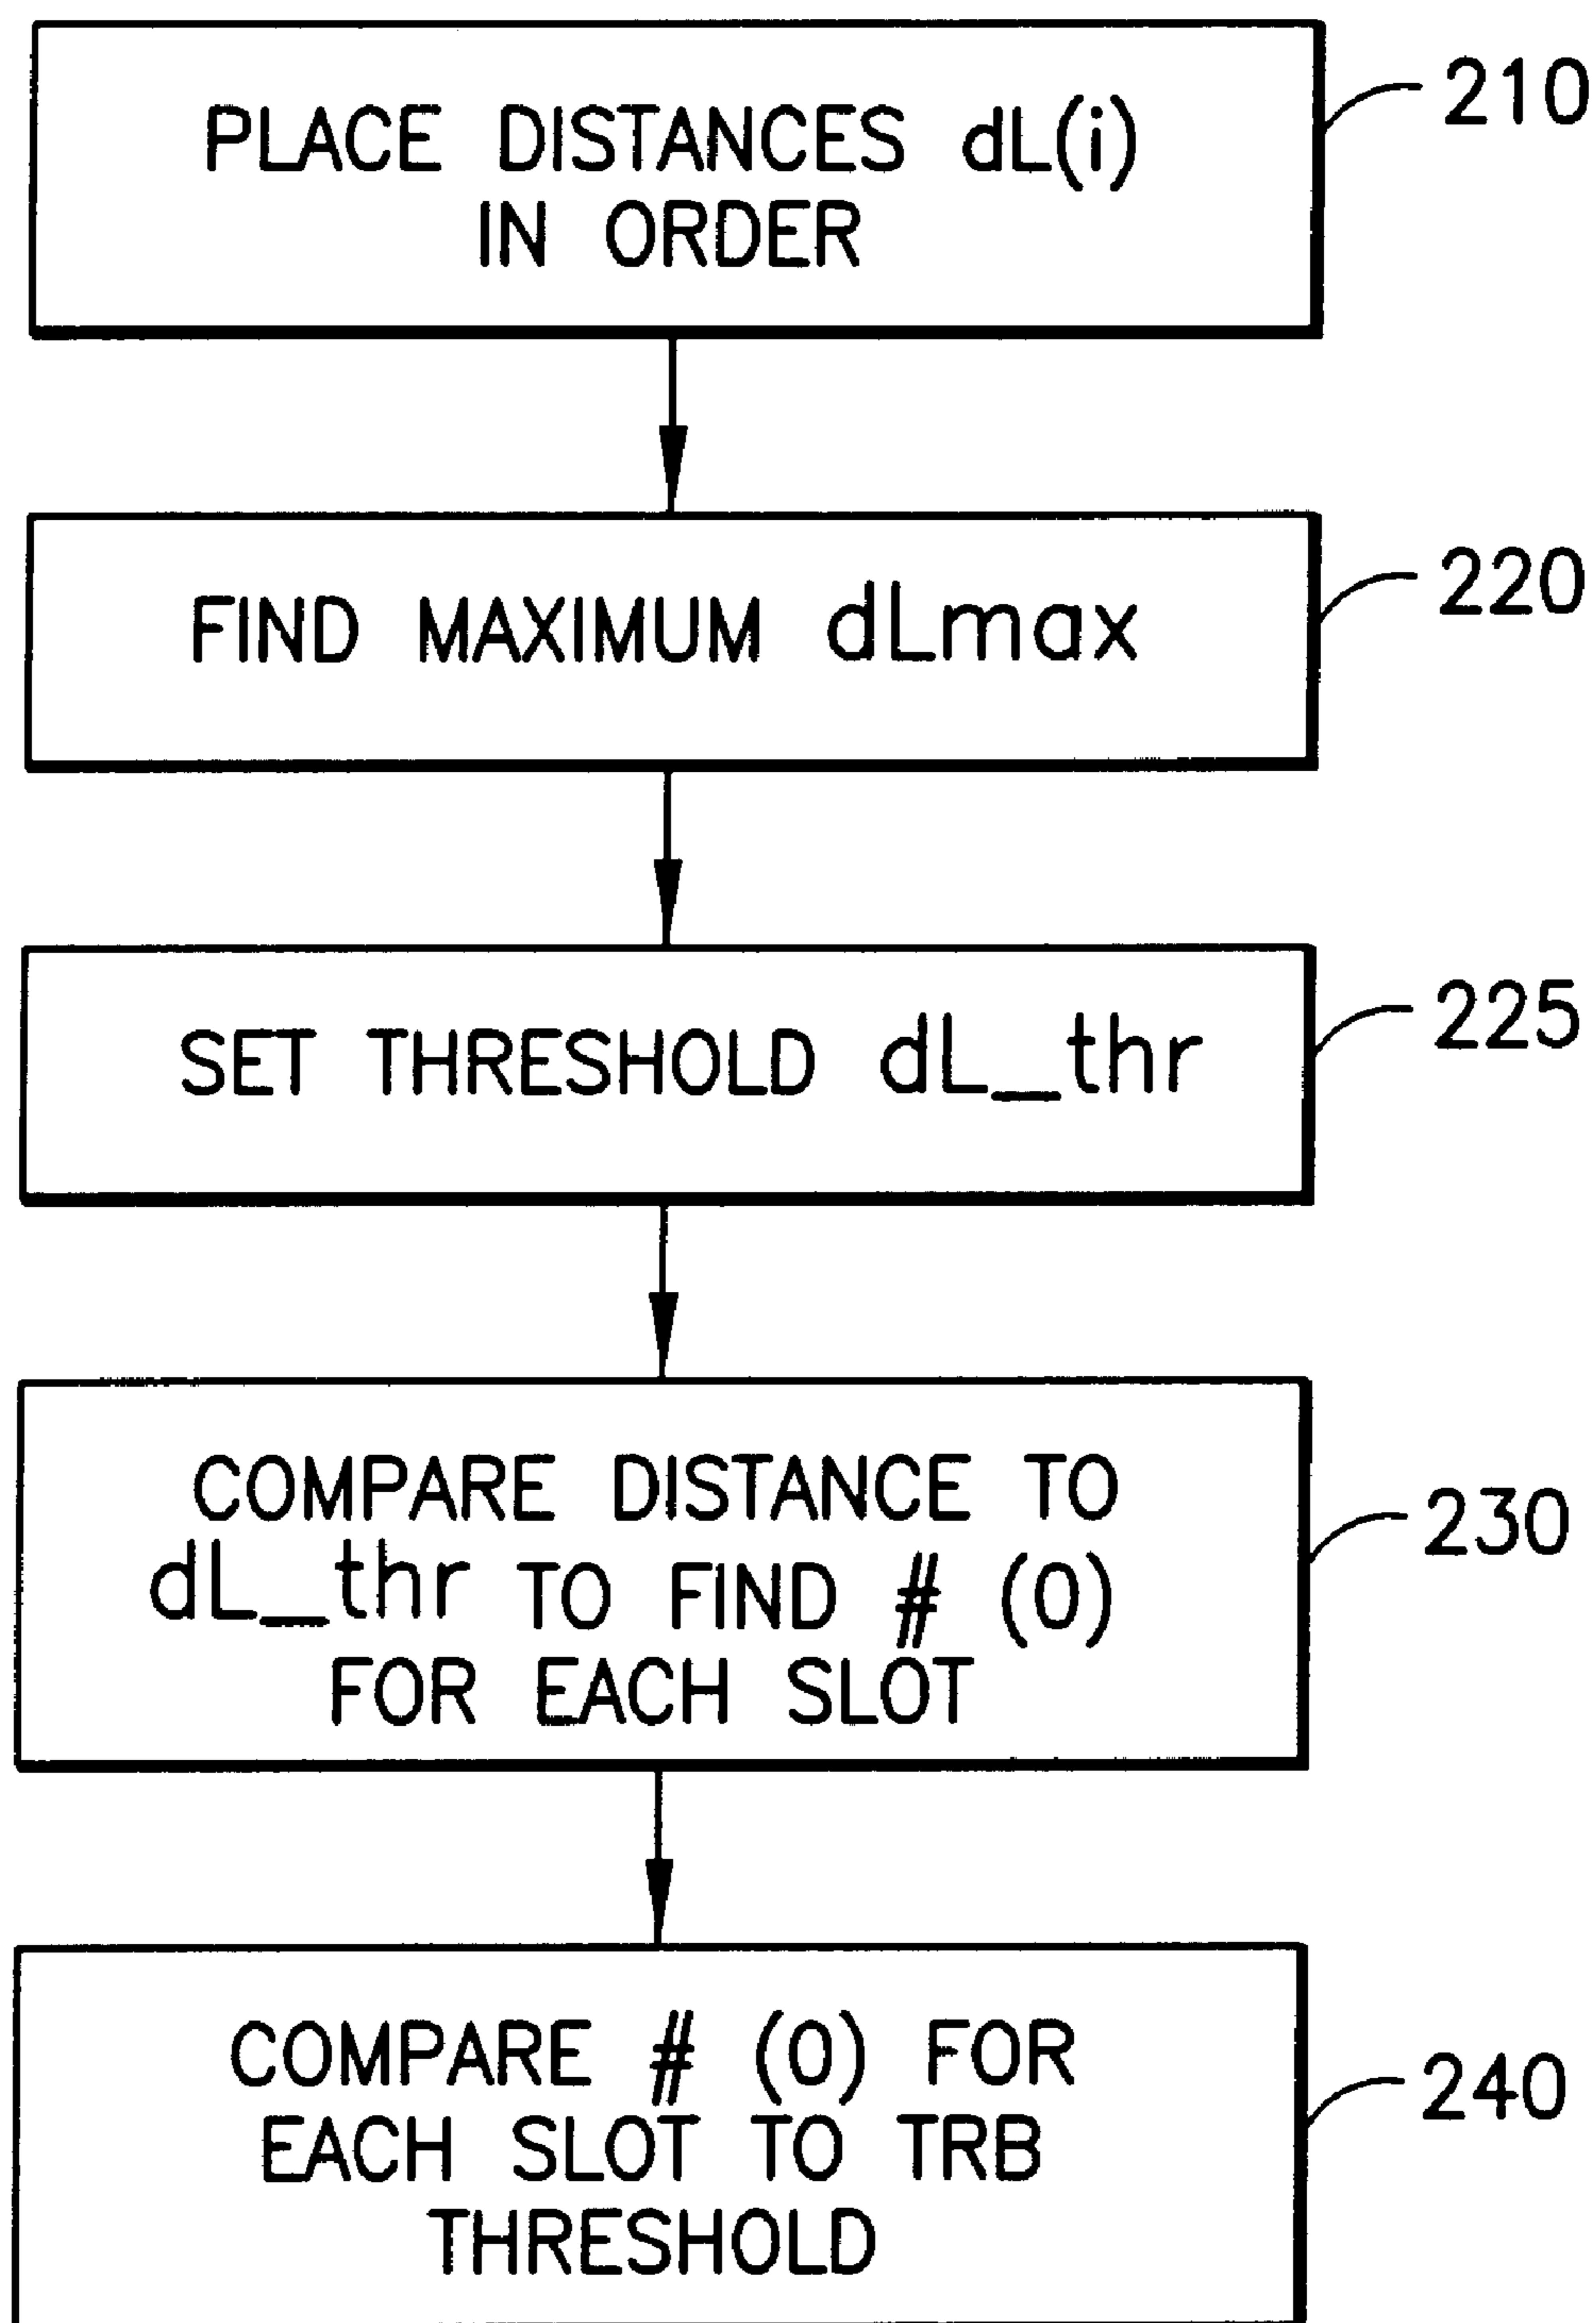 PLACE DISTANCES dL(i)
IN ORDER
210
FIND MAXIMUM dLmax
220
SET THRESHOLD dL_thr
225
COMPARE DISTANCE TO
dL_thr TO FIND # (0)
FOR EACH SLOT
230
COMPARE # (0) FOR
EACH SLOT TO TRB
THRESHOLD
240